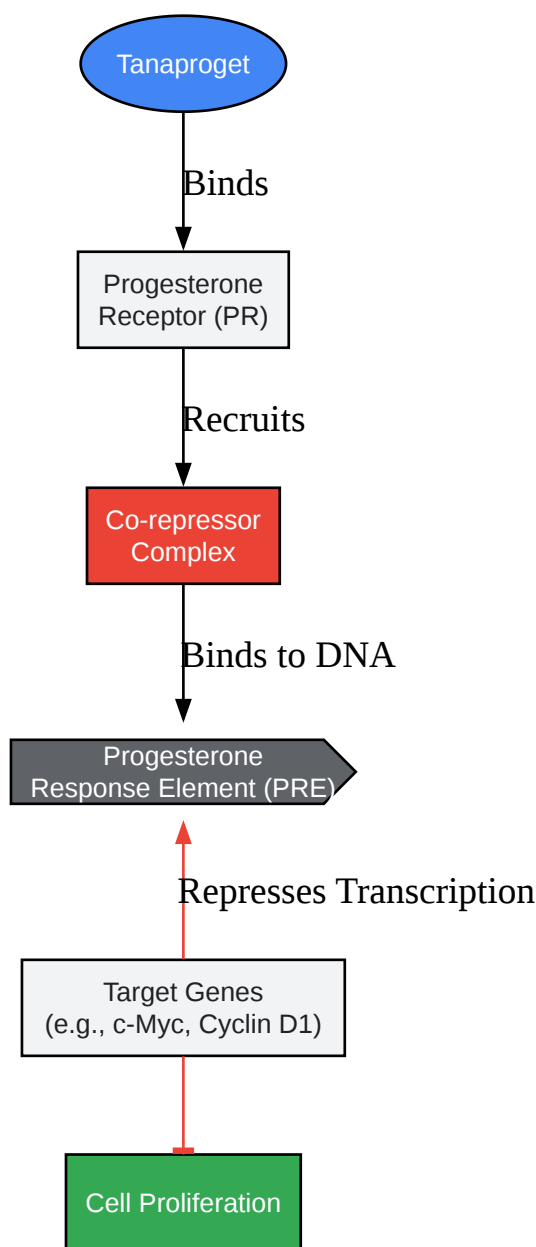 Tanaproget
Binds
Progesterone
Receptor (PR)
Recruits
Co-repressor
Complex
Binds to DNA
Progesterone
Response Element (PRE)
Represses Transcription
Target Genes
(e.g., c-Myc, Cyclin D1)
Cell Proliferation